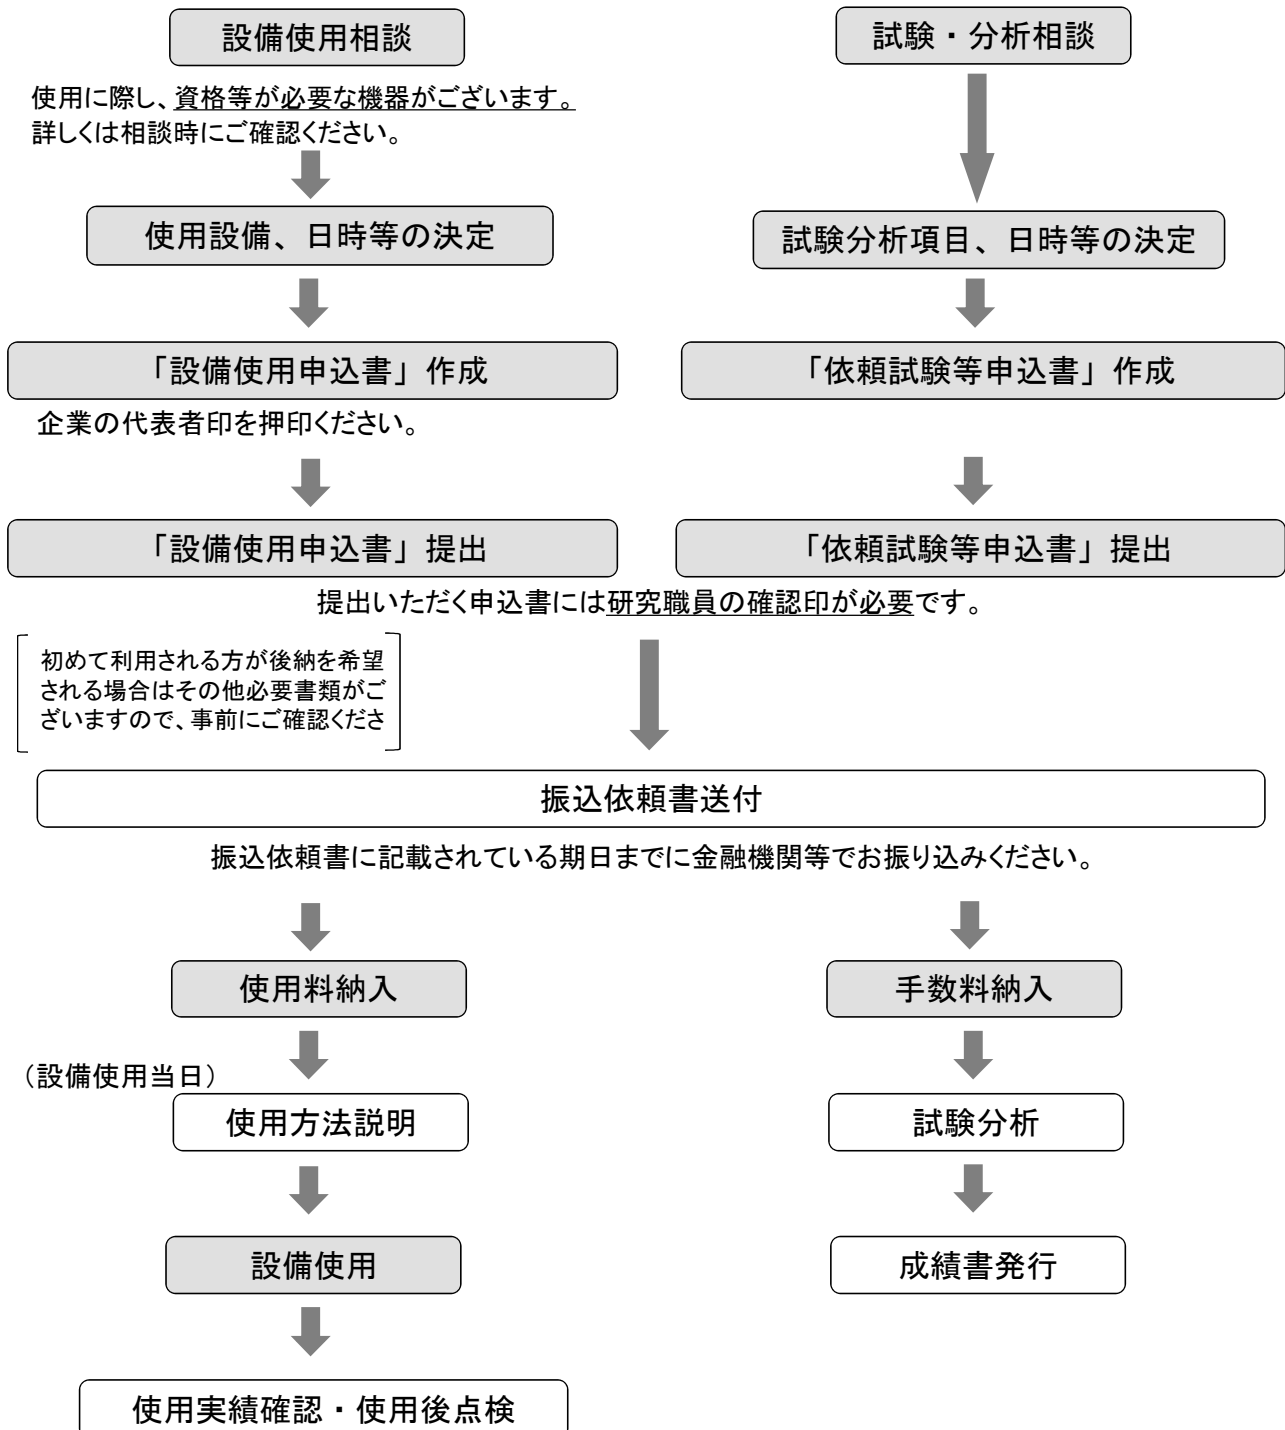 設備使用相談
試験・分析相談
使用に際し、資格等が必要な機器がございます。
詳しくは相談時にご確認ください。
使用設備、日時等の決定
試験分析項目、日時等の決定
「設備使用申込書」作成
「依頼試験等申込書」作成
企業の代表者印を押印ください。
「設備使用申込書」提出
「依頼試験等申込書」提出
提出いただく申込書には研究職員の確認印が必要です。
初めて利用される方が後納を希望
される場合はその他必要書類がご
ざいますので、事前にご確認くださ
振込依頼書送付
振込依頼書に記載されている期日までに金融機関等でお振り込みください。
使用料納入
手数料納入
（設備使用当日）
使用方法説明
試験分析
設備使用
成績書発行
使用実績確認・使用後点検